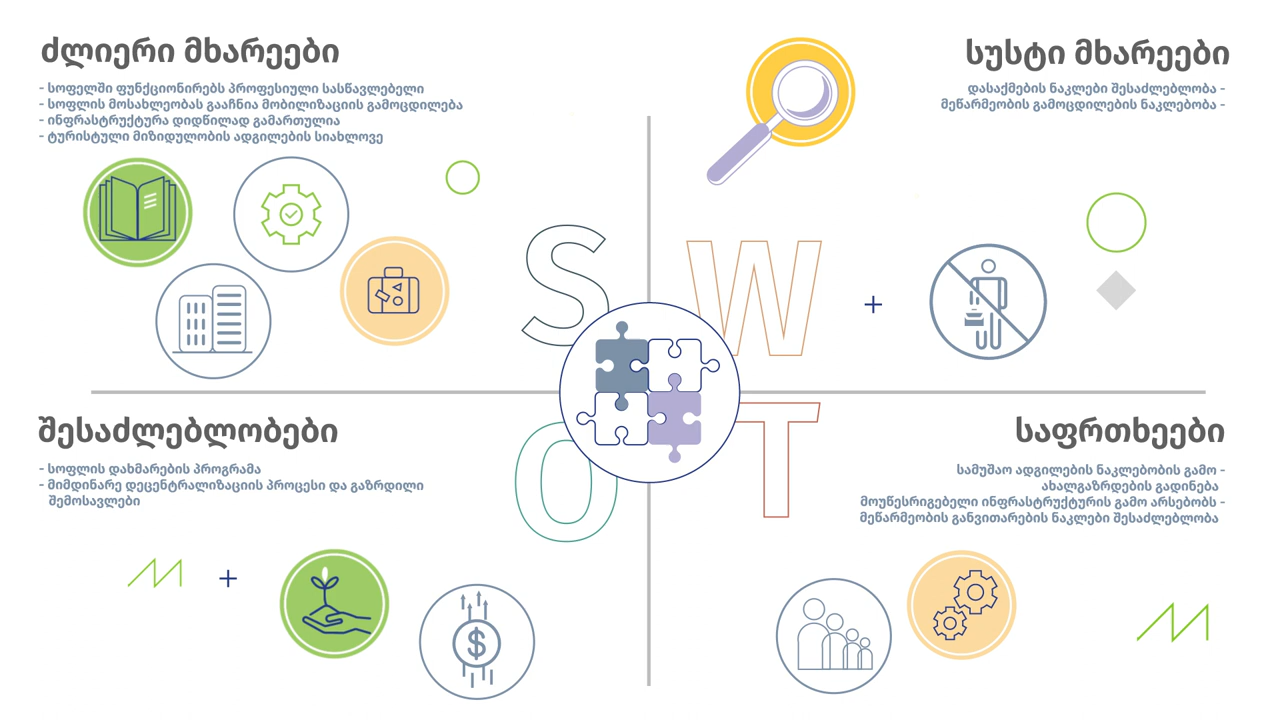 ძლიერი მხარეები
- სოფელში ფუნქციონირებს პროფესიული სასწავლებელი
- სოფლის მოსახლეობას გააჩნია მობილიზაციის გამოცდილება
- ინფრასტრუქტურა დიდწილად გამართულია
- ტურისტული მიზიდულობის ადგილების სიახლოვე
სუსტი მხარეები
დასაქმების ნაკლები შესაძლებლობა -
მეწარმეობის გამოცდილების ნაკლებობა -
S
W
O
T
$
შესაძლებლობები
- სოფლის დახმარების პროგრამა
- მიმდინარე დეცენტრალიზაციის პროცესი და გაზრდილი
შემოსავლები
საფრთხეები
სამუშაო ადგილების ნაკლებობის გამო -
ახალგაზრდების გადინება
მოუწესრიგებელი ინფრასტრუქტურის გამო არსებობს -
მეწარმეობის განვითარების ნაკლები შესაძლებლობა